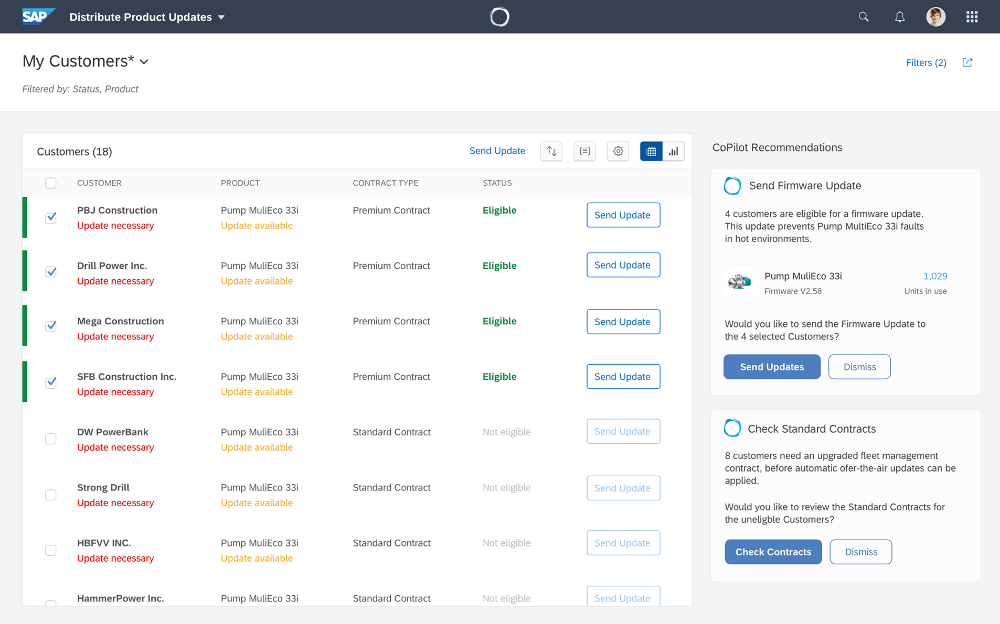 SAP Distribute Product Updates
My Customers*
Filters (2)
Filtered by: Status, Product
Customers (18)
Send Update
CUSTOMER PRODUCT CONTRACT TYPE STATUS
PBJ Construction Pump MuliEco 33i Premium Contract Eligible Send Update
Update necessary Update available
Drill Power Inc. Pump MuliEco 33i Premium Contract Eligible Send Update
Update necessary Update available
Mega Construction Pump MuliEco 33i Premium Contract Eligible Send Update
Update necessary Update available
SFB Construction Inc. Pump MuliEco 33i Premium Contract Eligible Send Update
Update necessary Update available
DW PowerBank Pump MuliEco 33i Standard Contract Not eligible Send Update
Update necessary Update available
Strong Drill Pump MuliEco 33i Standard Contract Not eligible Send Update
Update necessary Update available
HBFVV INC. Pump MuliEco 33i Standard Contract Not eligible Send Update
Update necessary Update available
HammerPower Inc. Pump MuliEco 33i Standard Contract Not eligible Send Update
CoPilot Recommendations
Send Firmware Update
4 customers are eligible for a firmware update.
This update prevents Pump MultiEco 33i faults
in hot environments.
Pump MuliEco 33i 1,029
Firmware V2.58 Units in use
Would you like to send the Firmware Update to
the 4 selected Customers?
Send Updates Dismiss
Check Standard Contracts
8 customers need an upgraded fleet management
contract, before automatic ofer-the-air updates can be
applied.
Would you like to review the Standard Contracts for
the uneligble Customers?
Check Contracts Dismiss